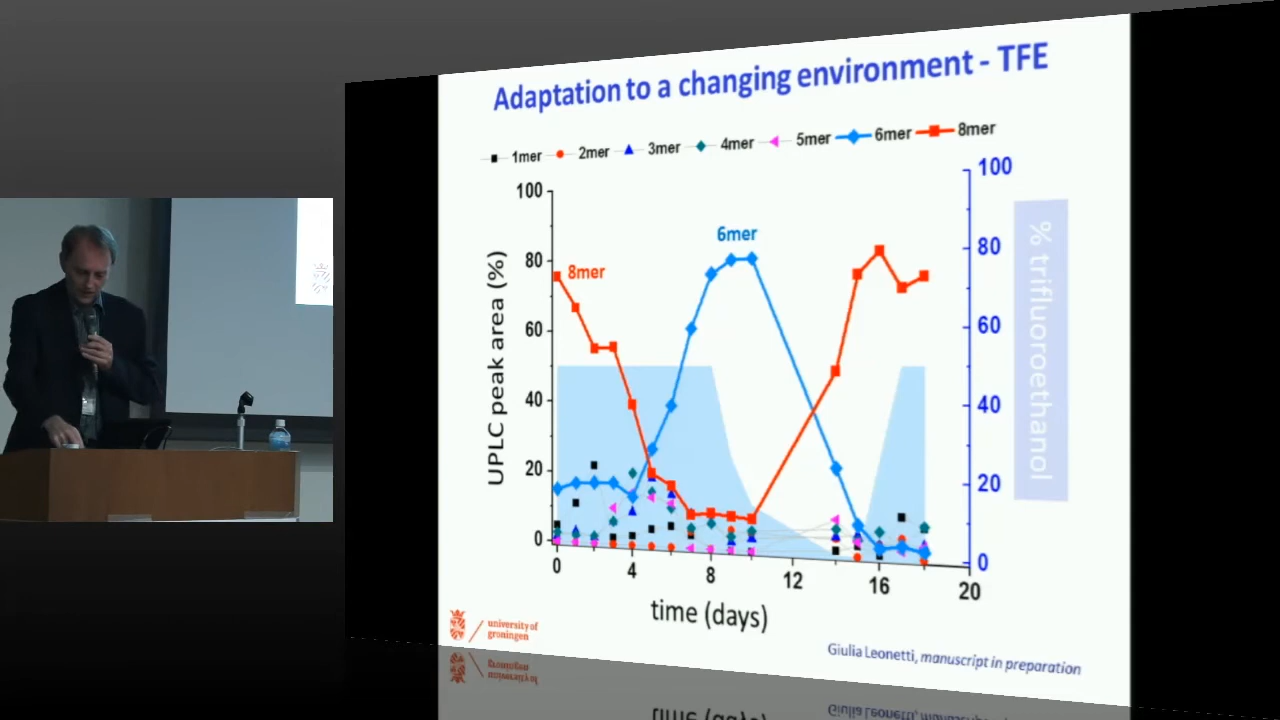 Adaptation to a changing environment - TFE
1mer 2mer 3mer 4mer 5mer 6mer 8mer
100
80
60
40
20
0
UPLC peak area (%)
8mer
6mer
100
80
60
40
20
0
% trifluoroethanol
0 4 8 12 16 20
time (days)
university of
groningen
Giulia Leonetti, manuscript in preparation